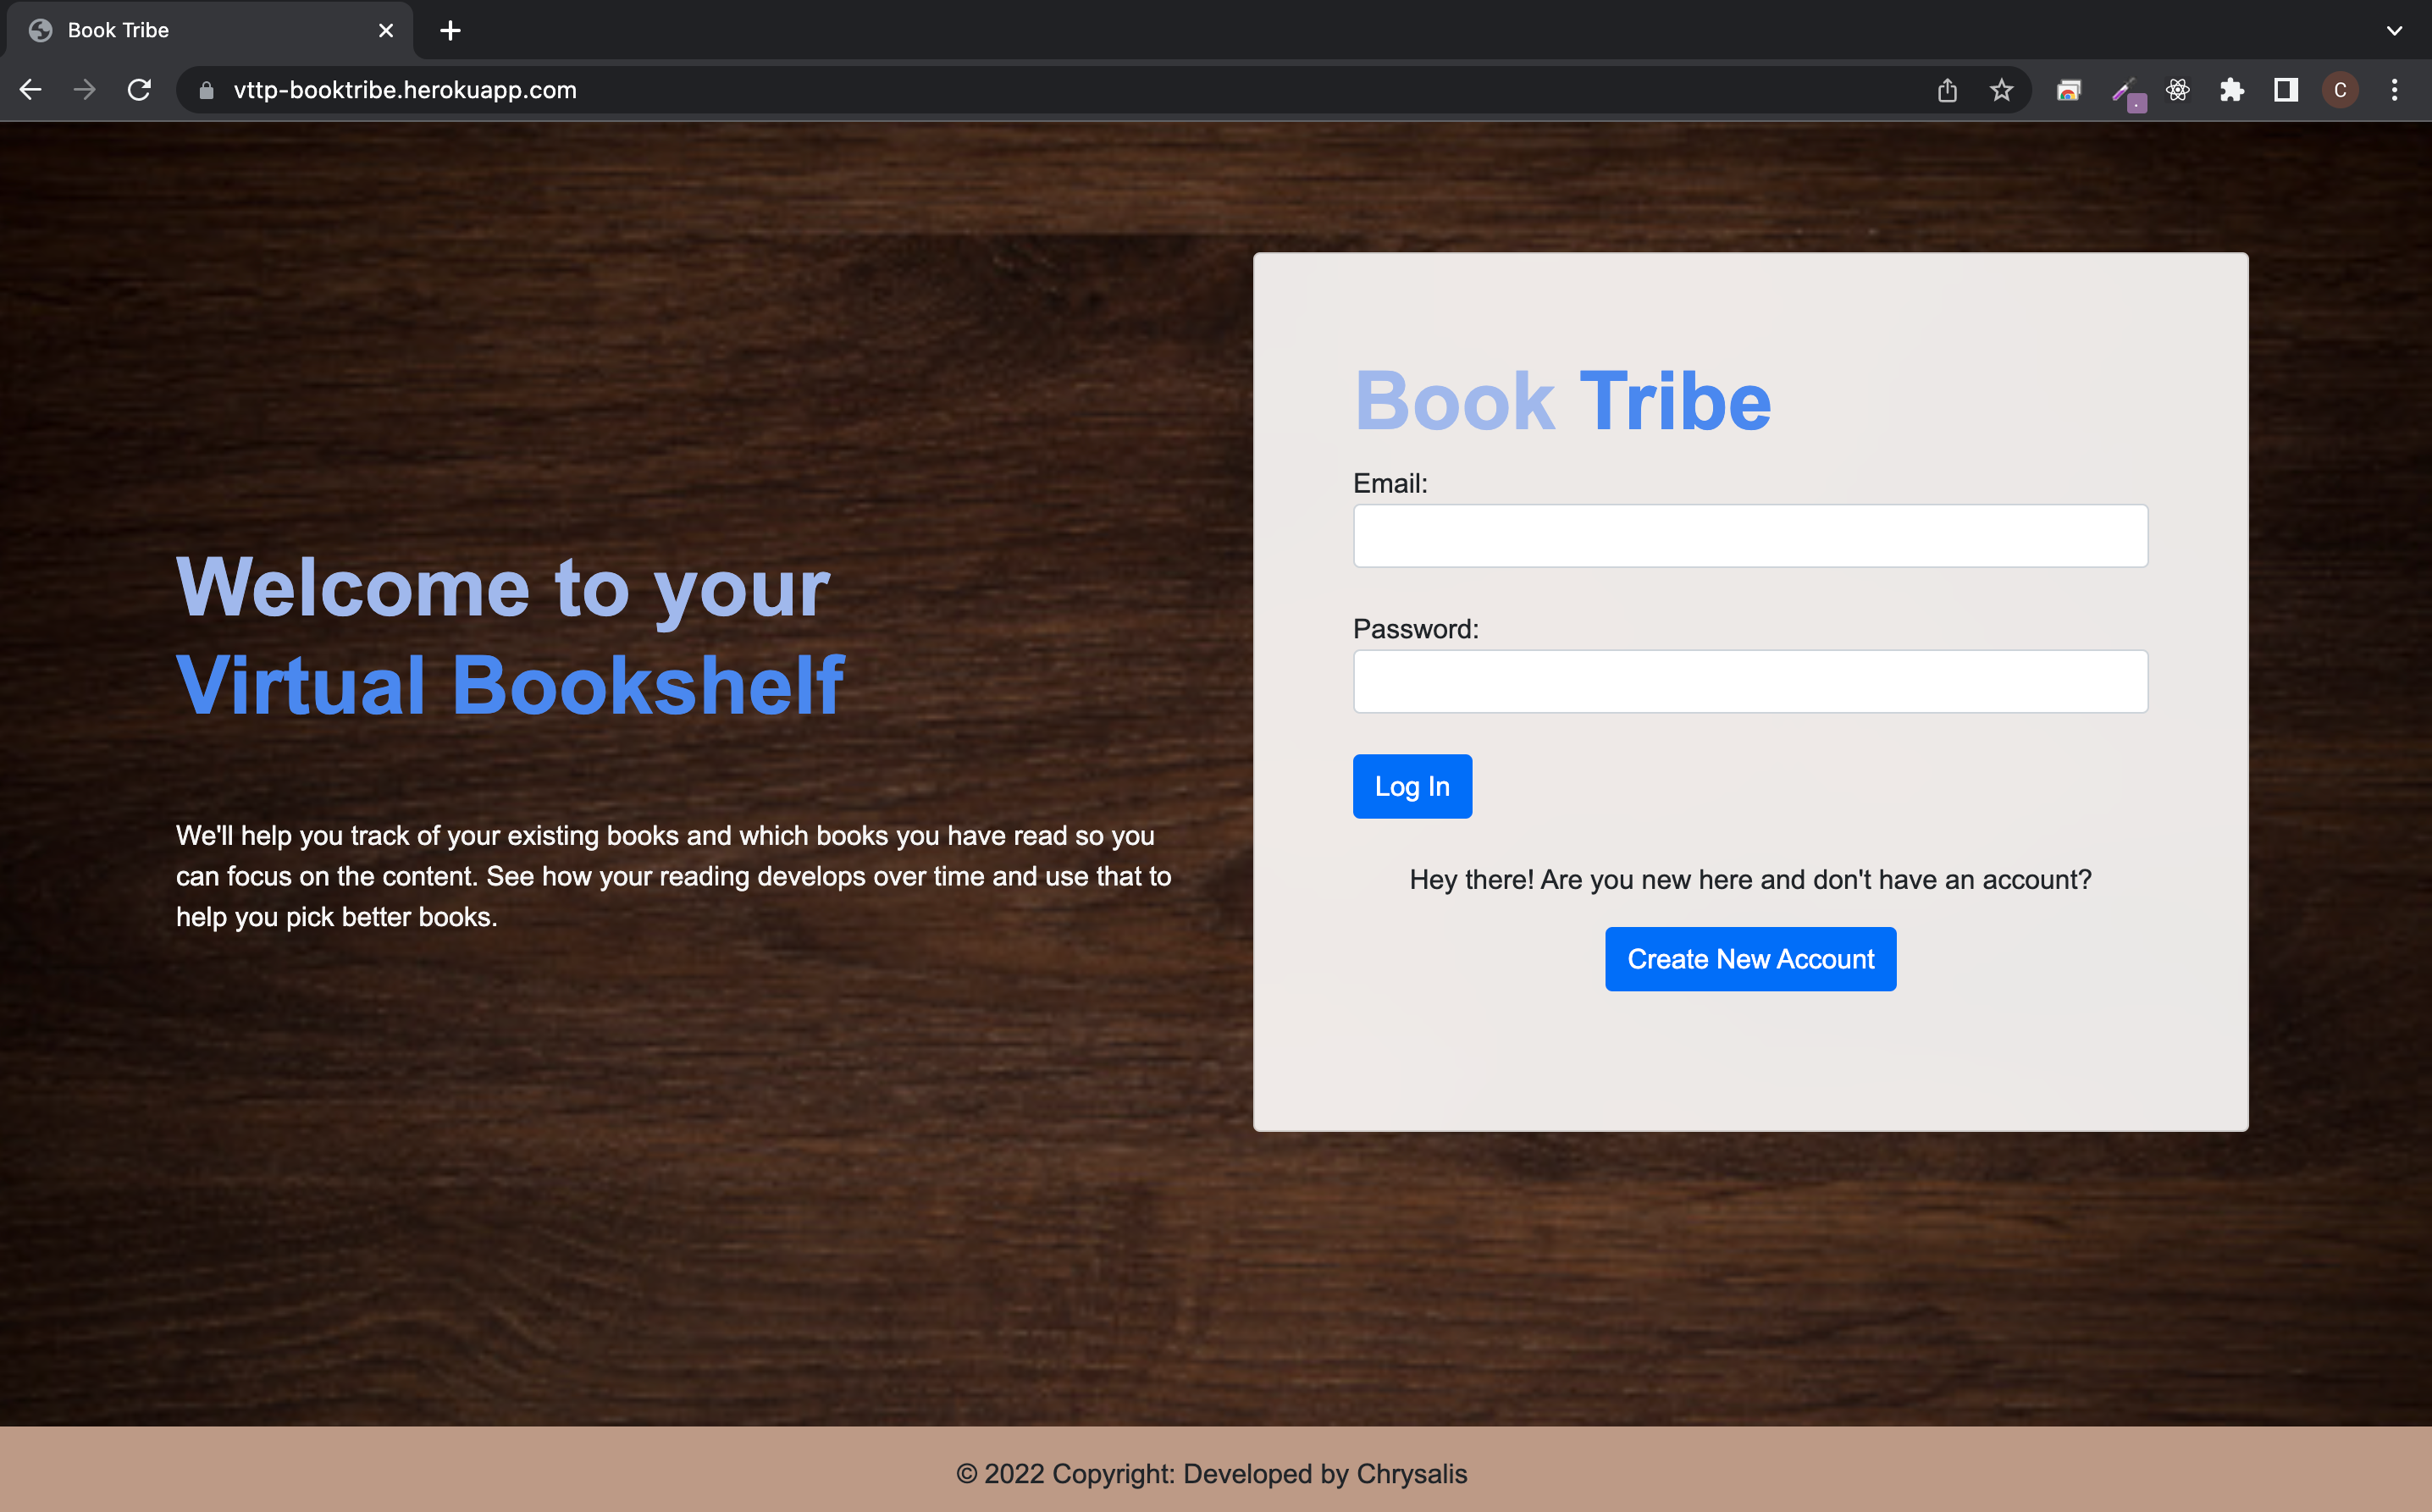 Book Tribe
vttp-booktribe.herokuapp.com
C
Welcome to your
Virtual Bookshelf
We'll help you track of your existing books and which books you have read so you
can focus on the content. See how your reading develops over time and use that to
help you pick better books.
Book Tribe
Email:
Password:
Log In
Hey there! Are you new here and don't have an account?
Create New Account
© 2022 Copyright: Developed by Chrysalis